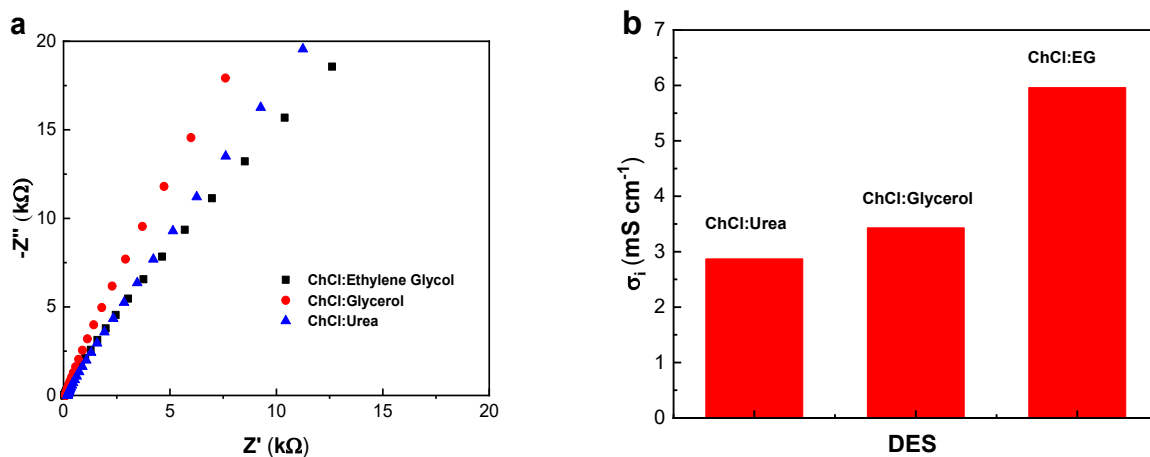 a
20
15
10
5
0
-Z'' (kΩ)
ChCl:Ethylene Glycol
ChCl:Glycerol
ChCl:Urea
0
5
10
15
20
Z' (kΩ)
b
7
6
5
4
3
2
1
0
σi (mS cm-1)
ChCl:Urea
ChCl:Glycerol
ChCl:EG
DES